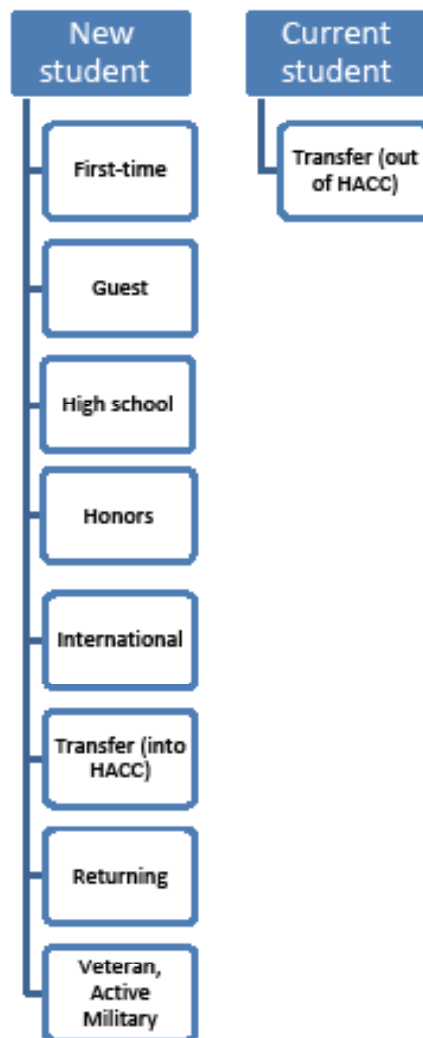 New
student
First-time
Guest
High school
Honors
International
Transfer (into
HACC)
Returning
Veteran,
Active
Military
Current
student
Transfer (out
of HACC)